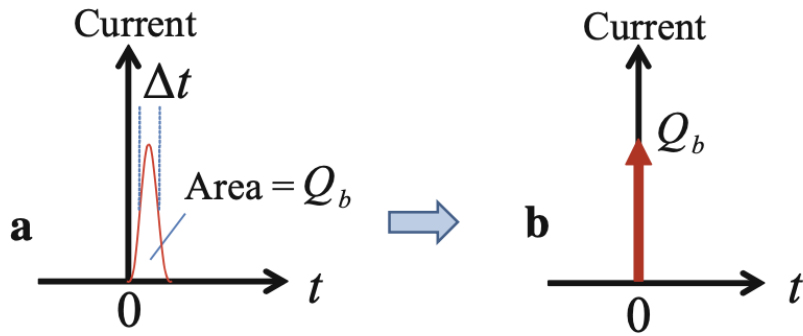 Current
Δt
Area = Q_b
a
0
t
Current
Q_b
b
0
t